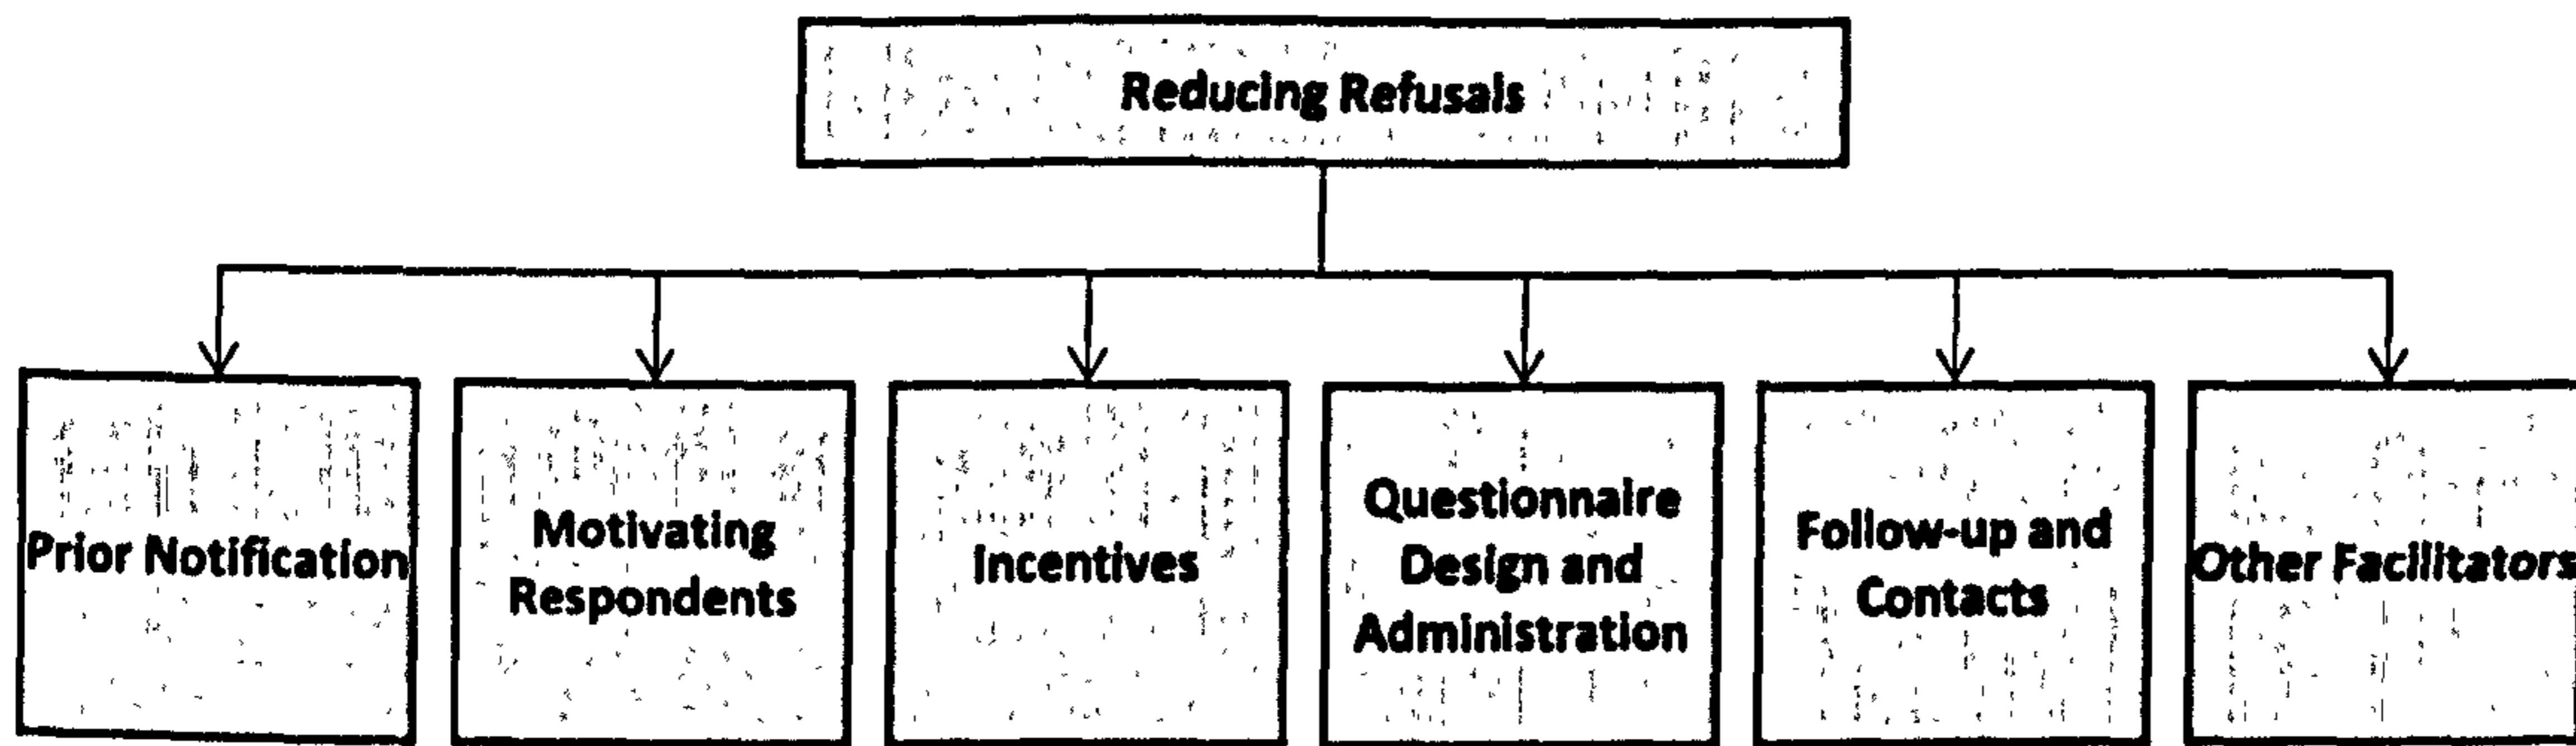 Reducing Refusals
Prior Notification
Motivating
Respondents
Incentives
Questionnaire
Design and
Administration
Follow-up and
Contacts
Other Facilitators